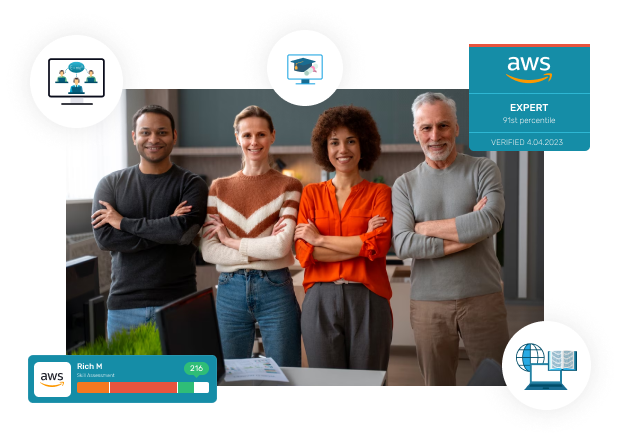 aws
EXPERT
91st percentile
VERIFIED 4.04.2023
aws
Rich M
Skill Assessment
216